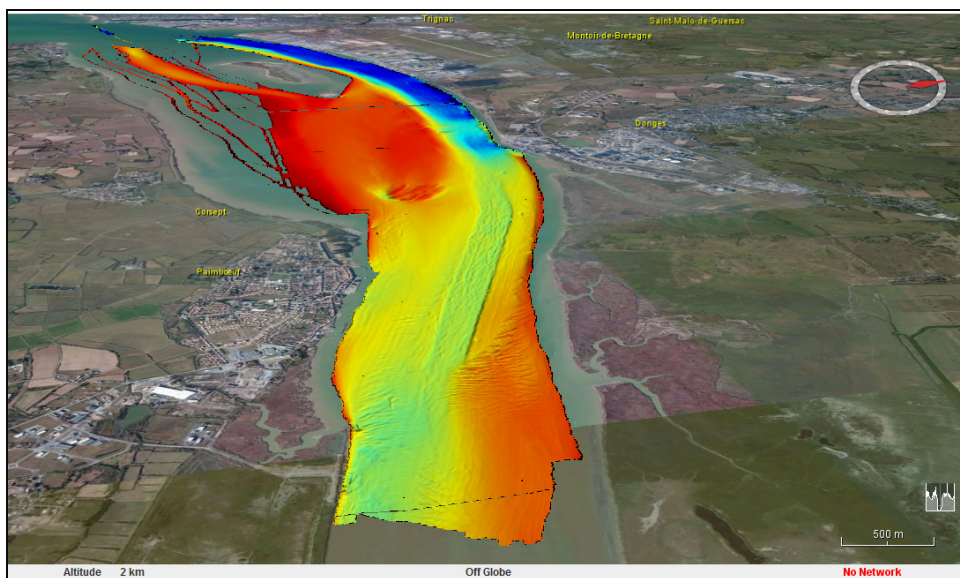 Trignac
Saint-Malo-de-Guersac
Montoir-de-Bretagne
Donges
Corsept
Paimbœuf
500 m
Altitude 2 km
Off Globe
No Network